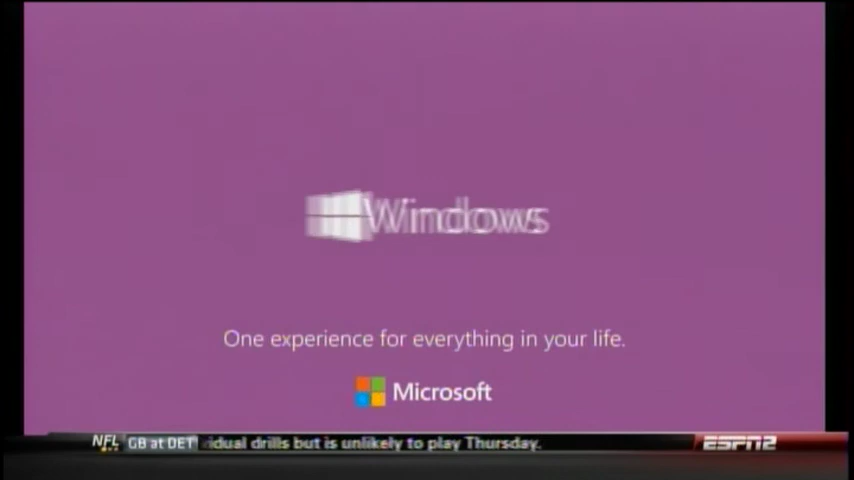 Windows
One experience for everything in your life.
Microsoft
NFL GB at DET idual drills but is unlikely to play Thursday. ESPN2